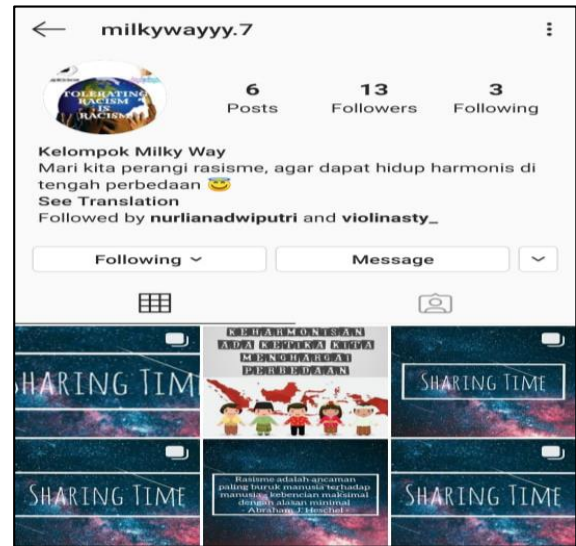 milkywayyy.7
TOLERATING
RACISM
IS
RACISM
6 13 3
Posts Followers Following
Kelompok Milky Way
Mari kita perangi rasisme, agar dapat hidup harmonis di
tengah perbedaan
See Translation
Followed by nurlianadwiputri and violinasty_
Following Message
HARING TIM
KEHARMONISAN
ADA KETIKA KITA
MENGHARGAI
PERBEDAAN
SHARING TIME
SHARING TIME
Rasisme adalah ancaman
paling buruk manusia terhadap
manusia - kebencian maksimal
dengan alasan minimal
- Abraham J. Heschel -
SHARING TIME